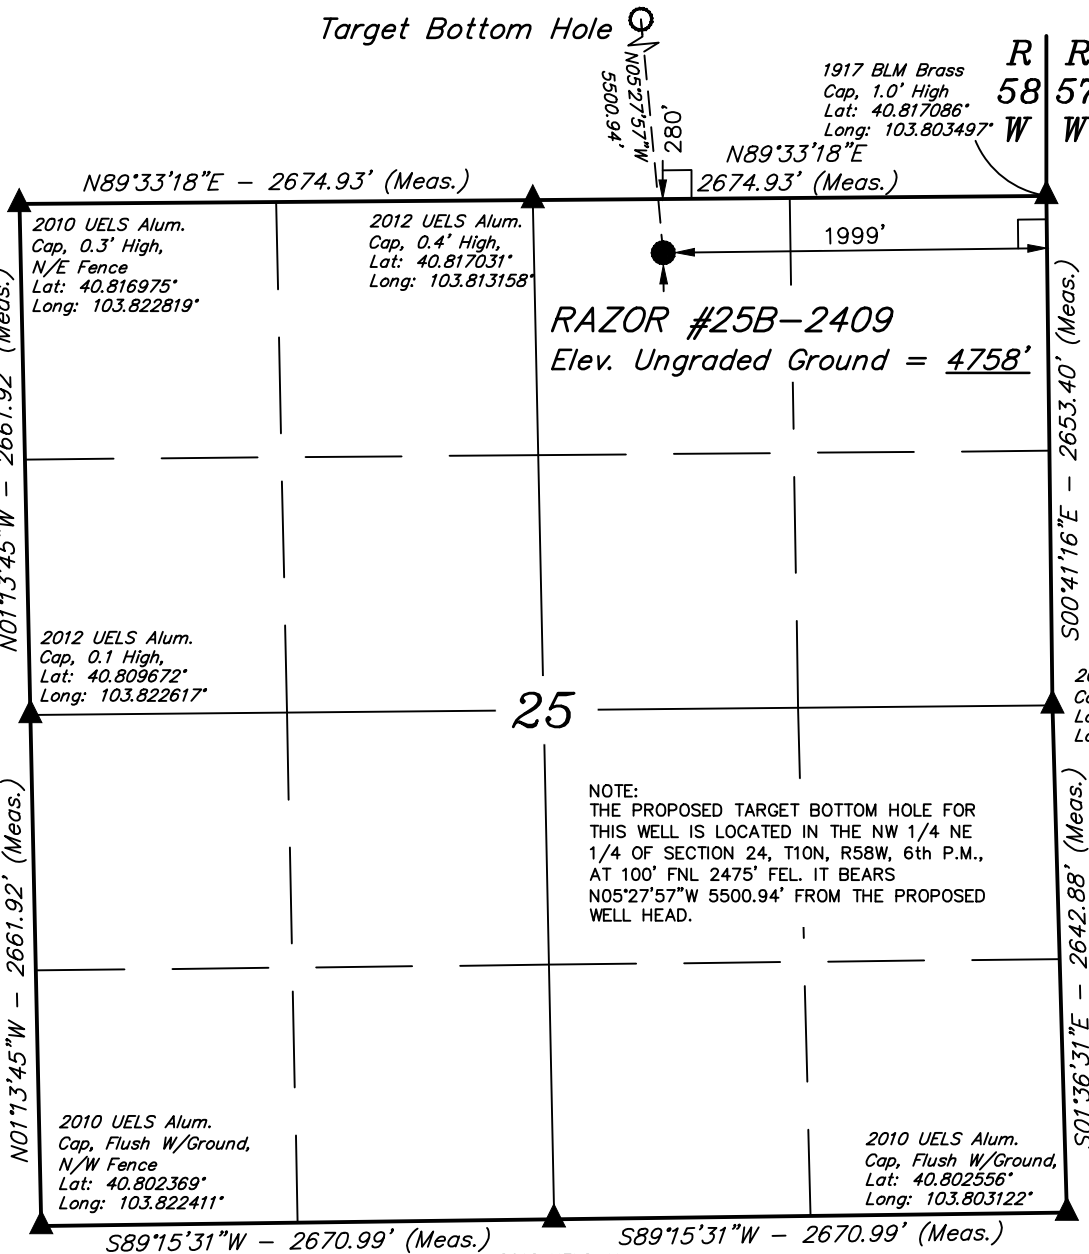 Target Bottom Hole
N05°27'57"W
5500.94'
280'
1917 BLM Brass
Cap, 1.0' High
Lat: 40.817086°
Long: 103.803497°
R
58
W
R
57
W
N89°33'18"E - 2674.93' (Meas.)
N89°33'18"E
2674.93' (Meas.)
2010 UELS Alum.
Cap, 0.3' High,
N/E Fence
Lat: 40.816975°
Long: 103.822819°
2012 UELS Alum.
Cap, 0.4' High,
Lat: 40.817031°
Long: 103.813158°
1999'
RAZOR #25B-2409
Elev. Ungraded Ground = 4758'
N01°13'45"W - 2661.92' (Meas.)
S00°41'16"E - 2653.40' (Meas.)
2012 UELS Alum.
Cap, 0.1 High,
Lat: 40.809672°
Long: 103.822617°
25
NOTE:
THE PROPOSED TARGET BOTTOM HOLE FOR
THIS WELL IS LOCATED IN THE NW 1/4 NE
1/4 OF SECTION 24, T10N, R58W, 6th P.M.,
AT 100' FNL 2475' FEL. IT BEARS
N05°27'57"W 5500.94' FROM THE PROPOSED
WELL HEAD.
N01°13'45"W - 2661.92' (Meas.)
S01°36'31"E - 2642.88' (Meas.)
2010 UELS Alum.
Cap, Flush W/Ground,
N/W Fence
Lat: 40.802369°
Long: 103.822411°
2010 UELS Alum.
Cap, Flush W/Ground,
Lat: 40.802556°
Long: 103.803122°
S89°15'31"W - 2670.99' (Meas.)
S89°15'31"W - 2670.99' (Meas.)